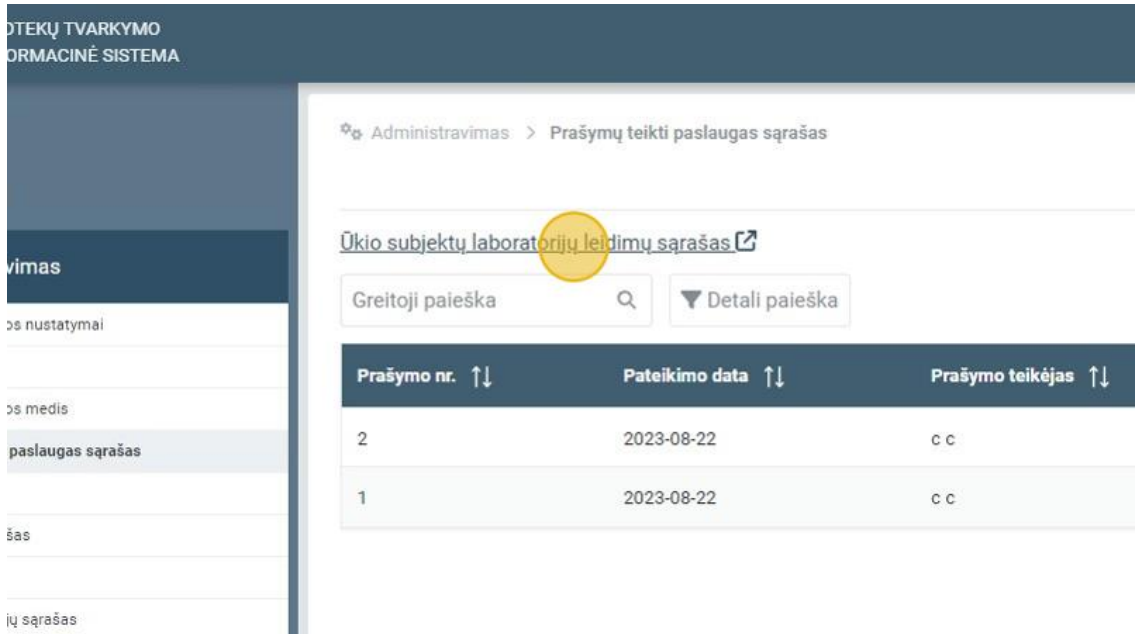 OTEKŲ TVARKYMO
ORMACINĖ SISTEMA
Administravimas > Prašymų teikti paslaugas sąrašas
Ūkio subjektų laboratorijų leidimų sąrašas
vimas
Greitoji paieška Detali paieška
os nustatymai
Prašymo nr. Pateikimo data Prašymo teikėjas
os medis
2 2023-08-22 c c
paslaugas sąrašas
1 2023-08-22 c c
šas
jų sąrašas